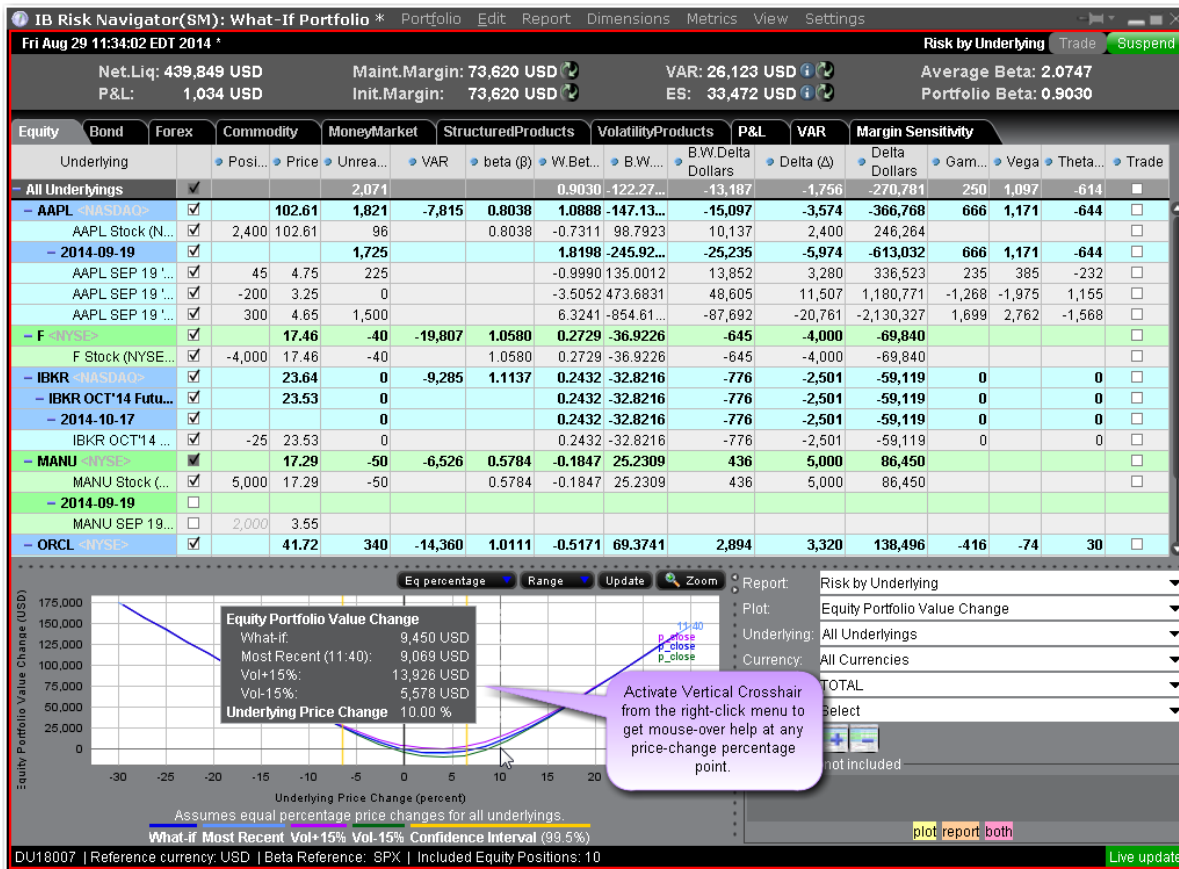 IB Risk Navigator(SM): What-If Portfolio * Portfolio Edit Report Dimensions Metrics View Settings
Fri Aug 29 11:34:02 EDT 2014 * Risk by Underlying Trade Suspend
Net.Liq: 439,849 USD Maint.Margin: 73,620 USD VAR: 26,123 USD Average Beta: 2.0747
P&L: 1,034 USD Init.Margin: 73,620 USD ES: 33,472 USD Portfolio Beta: 0.9030
Equity Bond Forex Commodity MoneyMarket StructuredProducts VolatilityProducts P&L VAR Margin Sensitivity
Underlying Posi... Price Unrea... VAR beta (β) W.Bet... B.W.... B.W.Delta Dollars Delta (Δ) Delta Dollars Gam... Vega Theta... Trade
– All Underlyings 2,071 0.9030 -122.27... -13,187 -1,756 -270,781 250 1,097 -614
– AAPL <NASDAQ> 102.61 1,821 -7,815 0.8038 1.0888 -147.13... -15,097 -3,574 -366,768 666 1,171 -644
AAPL Stock (N... 2,400 102.61 96 0.8038 -0.7311 98.7923 10,137 2,400 246,264
– 2014-09-19 1,725 1.8198 -245.92... -25,235 -5,974 -613,032 666 1,171 -644
AAPL SEP 19 '... 45 4.75 225 -0.9990 135.0012 13,852 3,280 336,523 235 385 -232
AAPL SEP 19 '... -200 3.25 0 -3.5052 473.6831 48,605 11,507 1,180,771 -1,268 -1,975 1,155
AAPL SEP 19 '... 300 4.65 1,500 6.3241 -854.61... -87,692 -20,761 -2,130,327 1,699 2,762 -1,568
– F <NYSE> 17.46 -40 -19,807 1.0580 0.2729 -36.9226 -645 -4,000 -69,840
F Stock (NYSE... -4,000 17.46 -40 1.0580 0.2729 -36.9226 -645 -4,000 -69,840
– IBKR <NASDAQ> 23.64 0 -9,285 1.1137 0.2432 -32.8216 -776 -2,501 -59,119 0 0
– IBKR OCT'14 Futu... 23.53 0 0.2432 -32.8216 -776 -2,501 -59,119 0 0
– 2014-10-17 0 0.2432 -32.8216 -776 -2,501 -59,119 0 0
IBKR OCT'14 ... -25 23.53 0 0.2432 -32.8216 -776 -2,501 -59,119 0 0
– MANU <NYSE> 17.29 -50 -6,526 0.5784 -0.1847 25.2309 436 5,000 86,450
MANU Stock (... 5,000 17.29 -50 0.5784 -0.1847 25.2309 436 5,000 86,450
– 2014-09-19
MANU SEP 19... 2,000 3.55
– ORCL <NYSE> 41.72 340 -14,360 1.0111 -0.5171 69.3741 2,894 3,320 138,496 -416 -74 30
Eq percentage Range Update Zoom
Equity Portfolio Value Change (USD)
175,000
150,000
125,000
100,000
75,000
50,000
25,000
0
-30 -25 -20 -15 -10 -5 0 5 10 15 20
Equity Portfolio Value Change
What-if: 9,450 USD
Most Recent (11:40): 9,069 USD
Vol+15%: 13,926 USD
Vol-15%: 5,578 USD
Underlying Price Change 10.00 %
11:40
p_close
p_close
p_close
Activate Vertical Crosshair
from the right-click menu to
get mouse-over help at any
price-change percentage
point.
Underlying Price Change (percent)
Assumes equal percentage price changes for all underlyings.
What-if Most Recent Vol+15% Vol-15% Confidence Interval (99.5%)
Report: Risk by Underlying
Plot: Equity Portfolio Value Change
Underlying: All Underlyings
Currency: All Currencies
TOTAL
Select
not included
plot report both
DU18007 | Reference currency: USD | Beta Reference: SPX | Included Equity Positions: 10 Live update